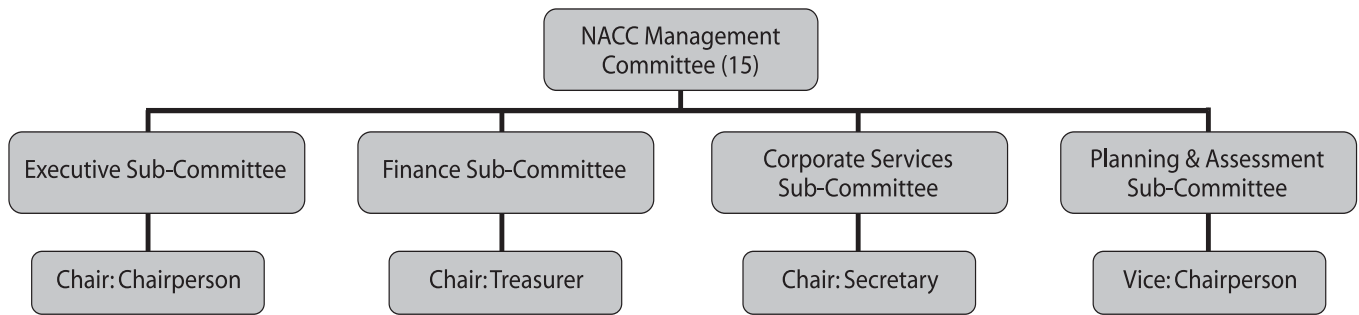 NACC Management
Committee (15)
Executive Sub-Committee
Finance Sub-Committee
Corporate Services
Sub-Committee
Planning & Assessment
Sub-Committee
Chair: Chairperson
Chair: Treasurer
Chair: Secretary
Vice: Chairperson